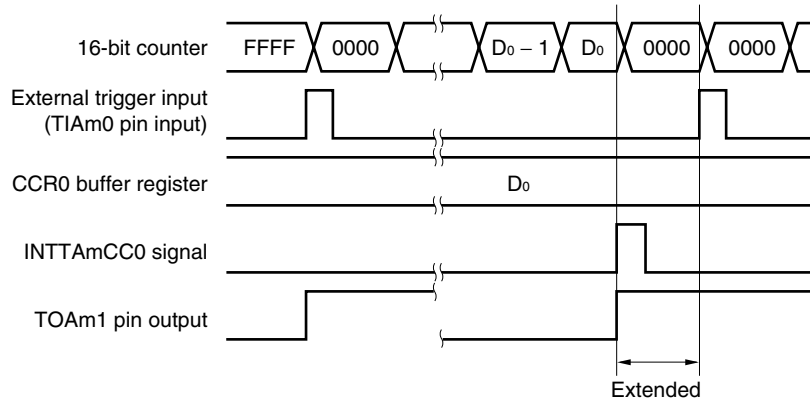 16-bit counter FFFF 0000 D₀ − 1 D₀ 0000 0000
External trigger input
(TIAm0 pin input)
CCR0 buffer register D₀
INTTAmCC0 signal
TOAm1 pin output
Extended